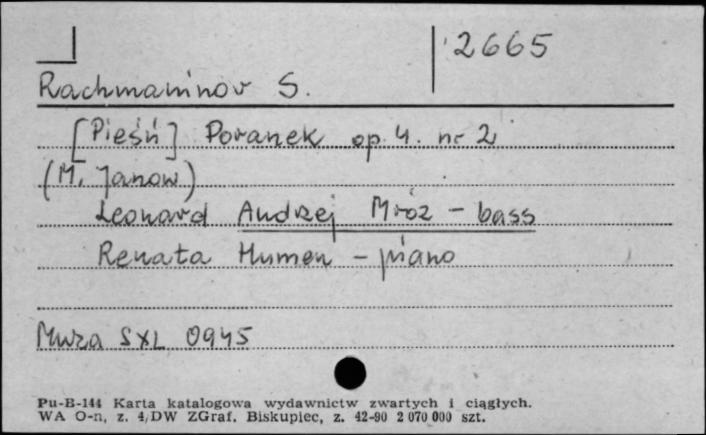 2665
Rachmaninov S.
[Pieśń] Poranek op. 4. nr 2
(M. Janow)
Leonard Andrzej Mróz - bass
Renata Humen - piano
Muza SXL 0945
Pu-B-144 Karta katalogowa wydawnictw zwartych i ciągłych.
WA O-n, z. 4/DW ZGraf. Biskupiec, z. 42-90 2 070 000 szt.